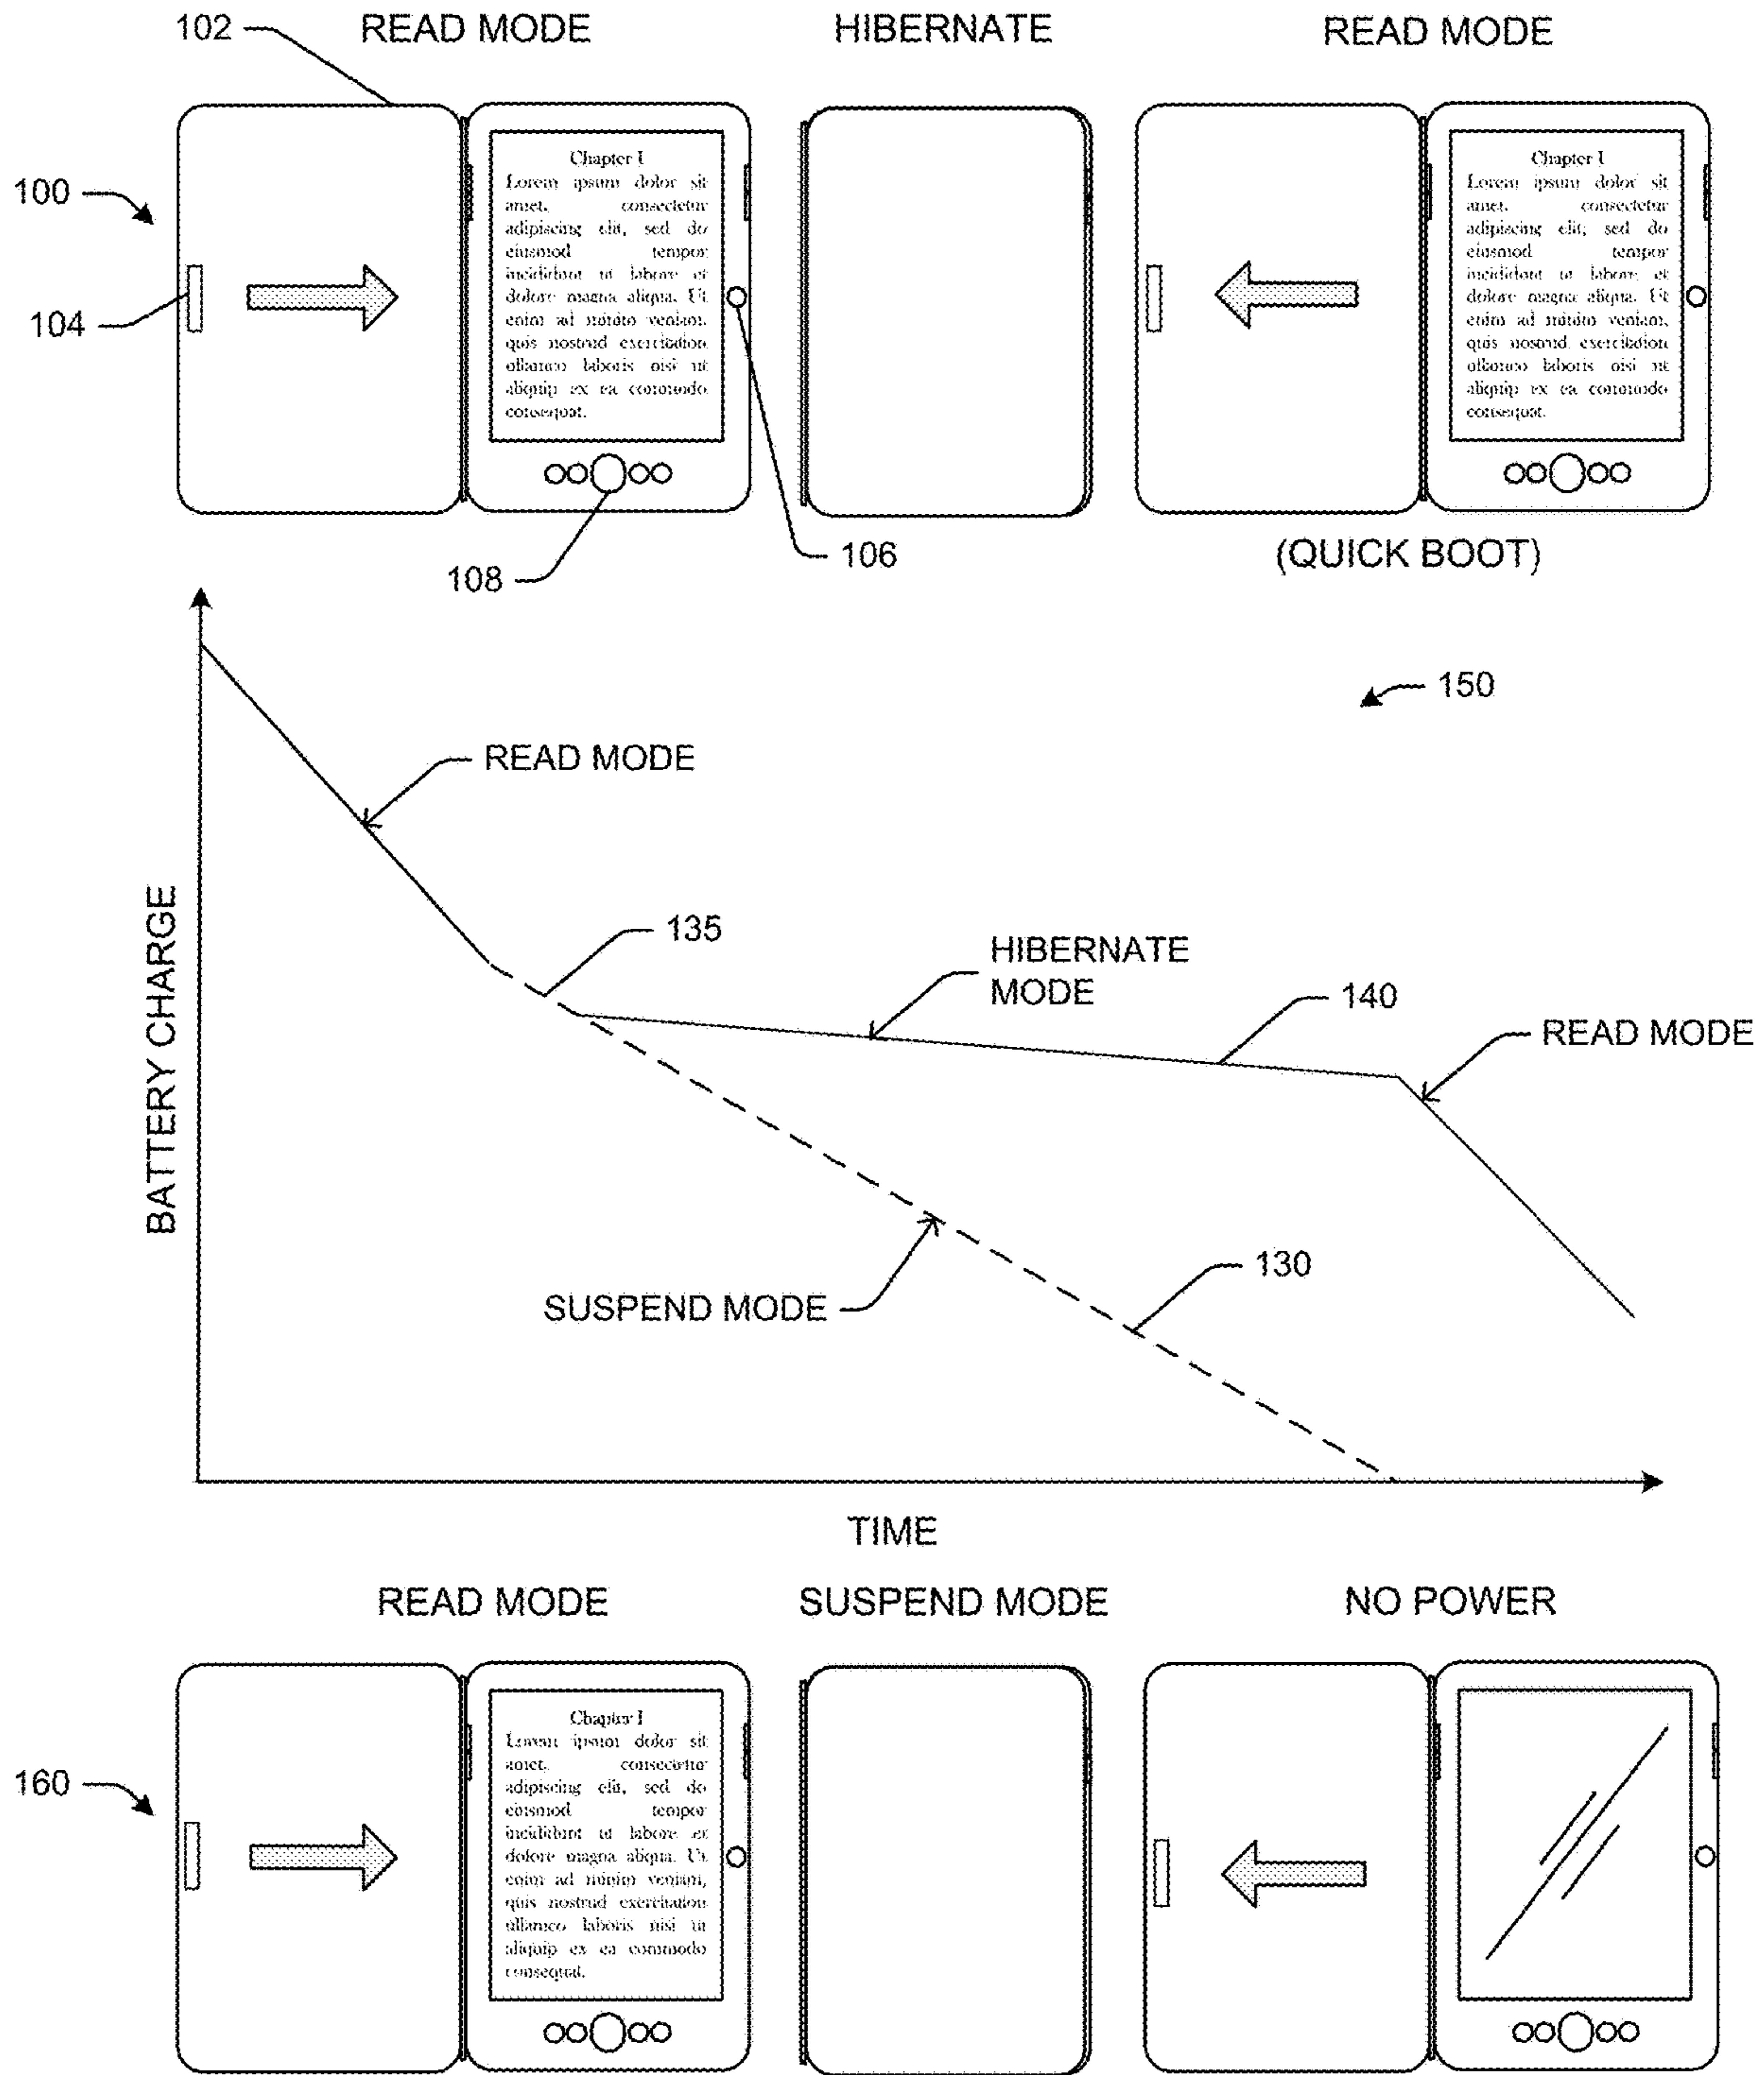 102
READ MODE
HIBERNATE
READ MODE
100
104
Chapter I
Lorem ipsum dolor sit
amet, consectetur
adipiscing elit, sed do
eiusmod tempor
incididunt ut labore et
dolore magna aliqua. Ut
enim ad minim veniam,
quis nostrud exercitation
ullamco laboris nisi ut
aliquip ex ea commodo
consequat.
Chapter I
Lorem ipsum dolor sit
amet, consectetur
adipiscing elit, sed do
eiusmod tempor
incididunt ut labore et
dolore magna aliqua. Ut
enim ad minim veniam,
quis nostrud exercitation
ullamco laboris nisi ut
aliquip ex ea commodo
consequat.
108
106
(QUICK BOOT)
150
READ MODE
135
HIBERNATE
MODE
140
READ MODE
BATTERY CHARGE
130
SUSPEND MODE
TIME
READ MODE
SUSPEND MODE
NO POWER
160
Chapter I
Lorem ipsum dolor sit
amet, consectetur
adipiscing elit, sed do
eiusmod tempor
incididunt ut labore et
dolore magna aliqua. Ut
enim ad minim veniam,
quis nostrud exercitation
ullamco laboris nisi ut
aliquip ex ea commodo
consequat.